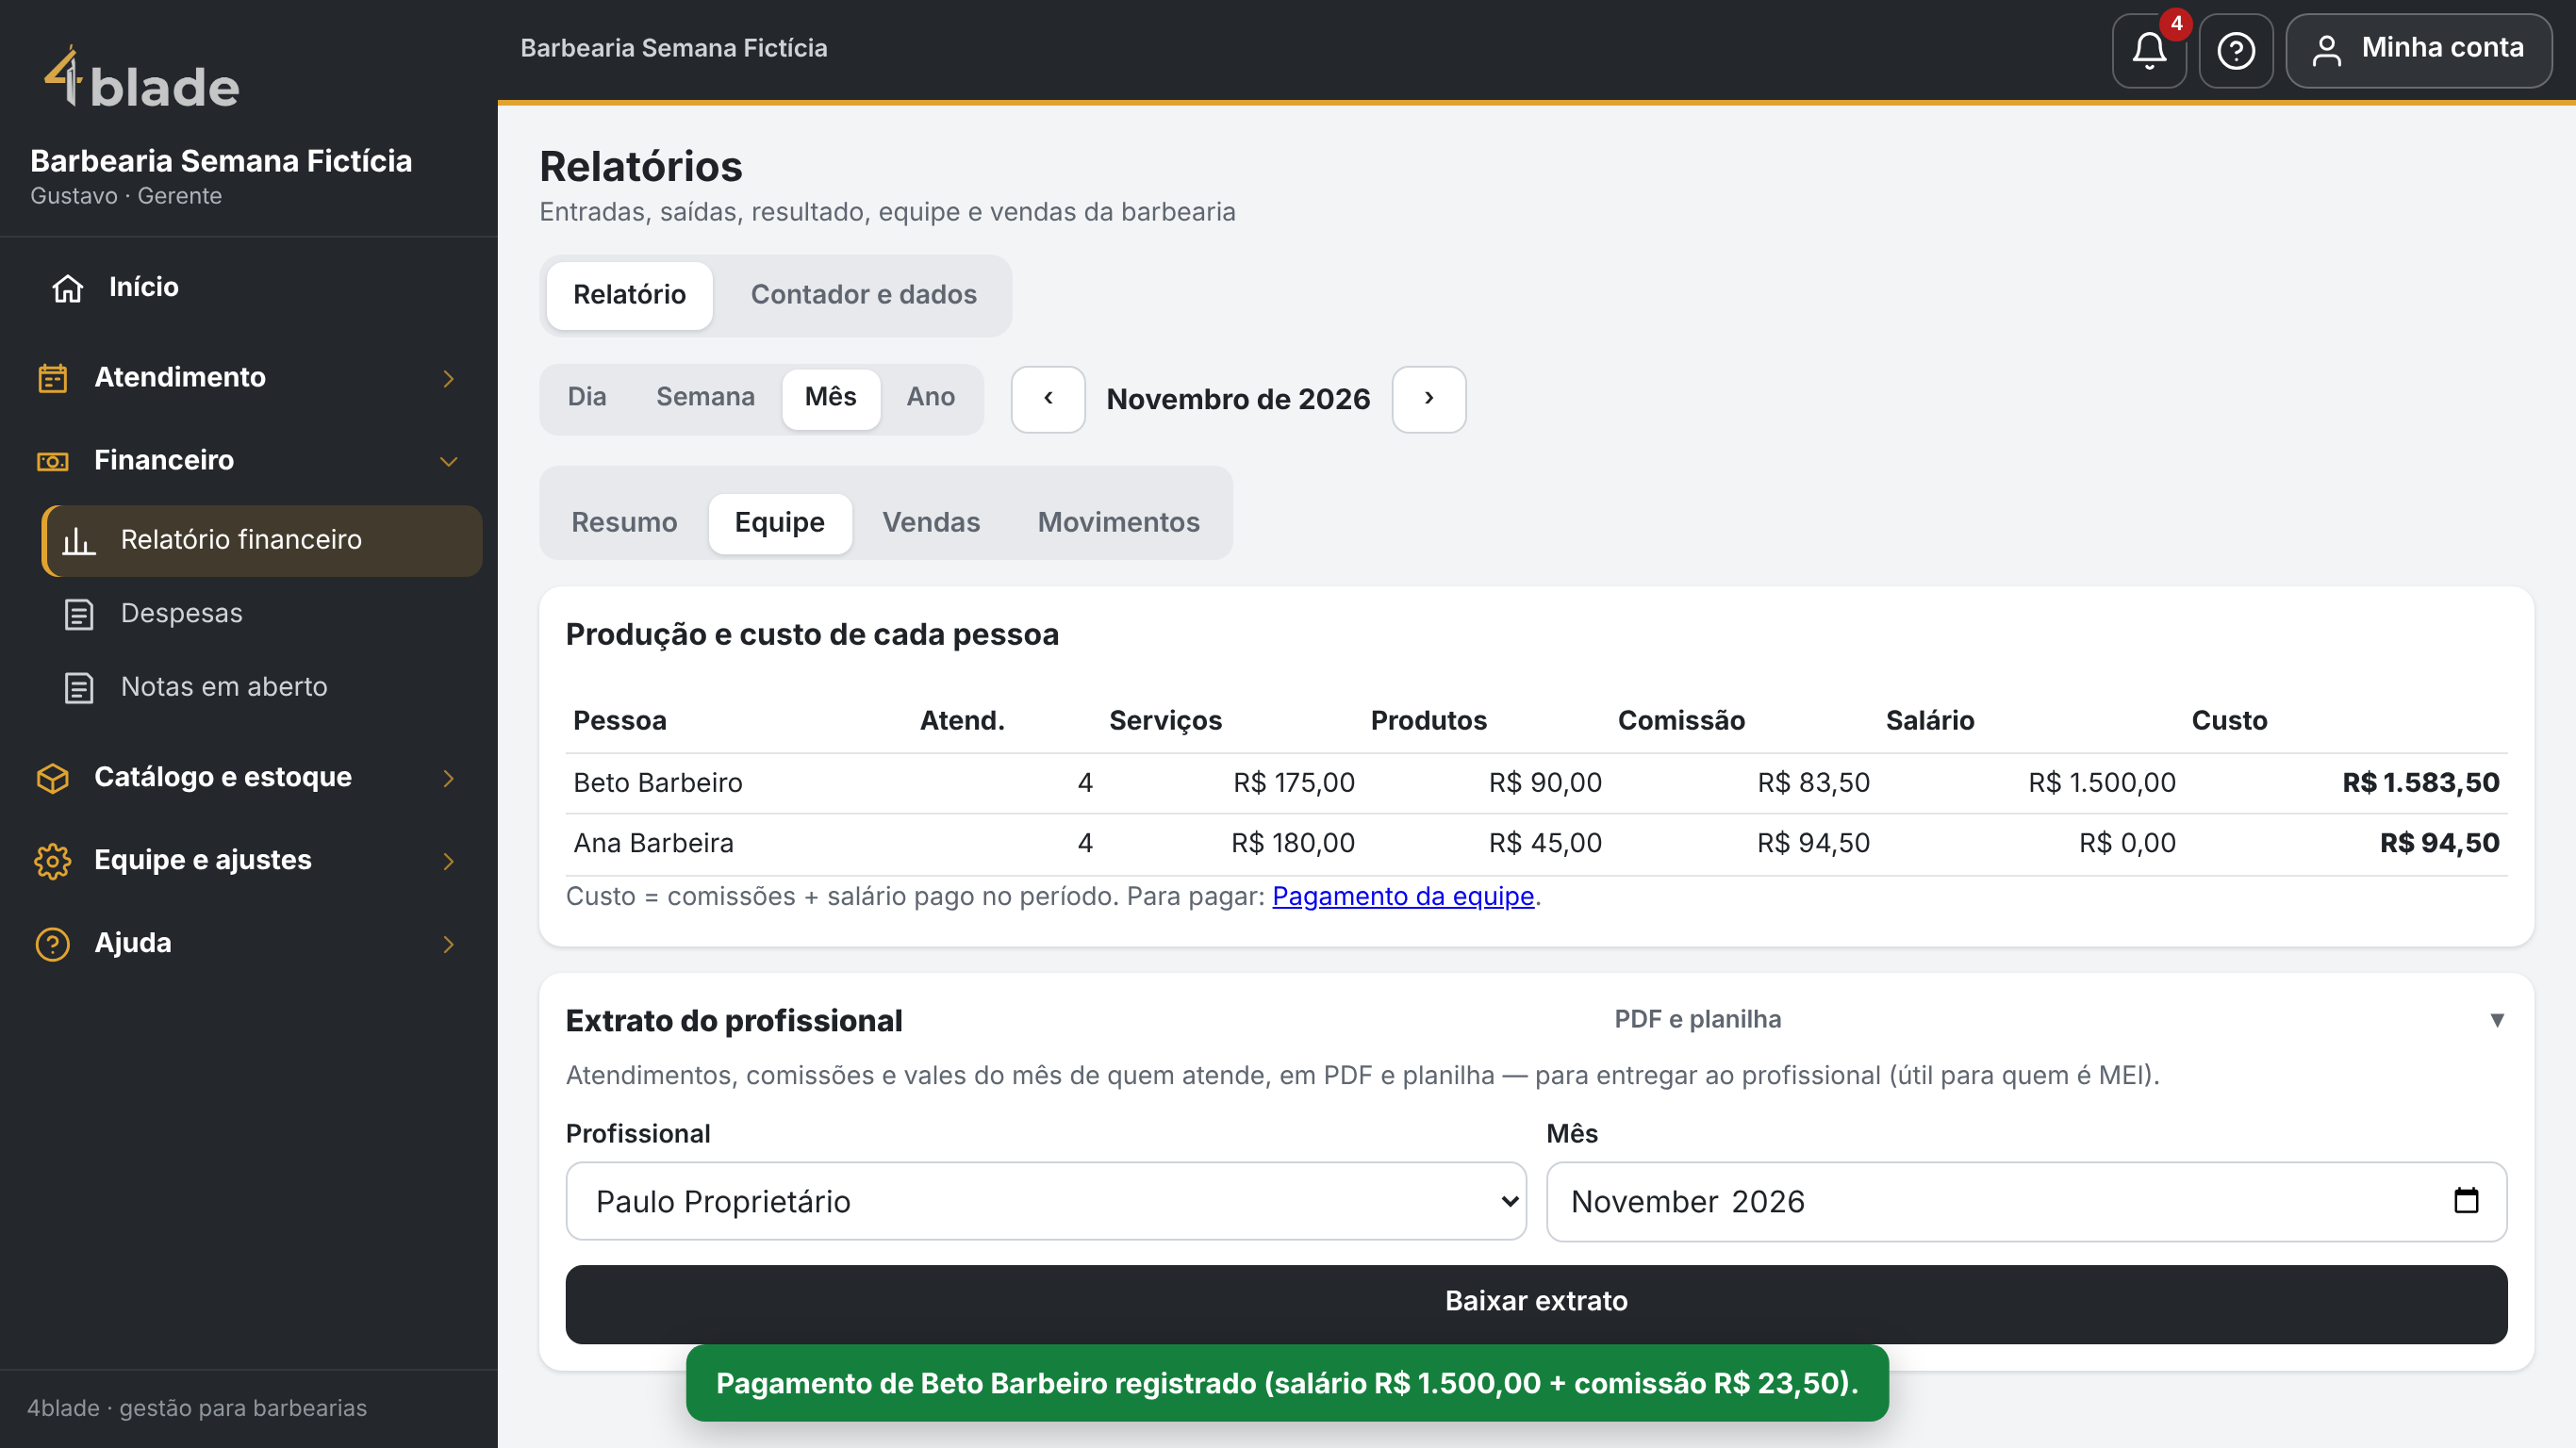 4blade
Barbearia Semana Fictícia
Gustavo · Gerente
Início
Atendimento
Financeiro
Relatório financeiro
Despesas
Notas em aberto
Catálogo e estoque
Equipe e ajustes
Ajuda
4blade · gestão para barbearias
Barbearia Semana Fictícia
4
Minha conta
Relatórios
Entradas, saídas, resultado, equipe e vendas da barbearia
Relatório Contador e dados
Dia Semana Mês Ano ‹ Novembro de 2026 ›
Resumo Equipe Vendas Movimentos
Produção e custo de cada pessoa
Pessoa Atend. Serviços Produtos Comissão Salário Custo
Beto Barbeiro 4 R$ 175,00 R$ 90,00 R$ 83,50 R$ 1.500,00 R$ 1.583,50
Ana Barbeira 4 R$ 180,00 R$ 45,00 R$ 94,50 R$ 0,00 R$ 94,50
Custo = comissões + salário pago no período. Para pagar: Pagamento da equipe.
Extrato do profissional PDF e planilha ▼
Atendimentos, comissões e vales do mês de quem atende, em PDF e planilha — para entregar ao profissional (útil para quem é MEI).
Profissional Mês
Paulo Proprietário November 2026
Baixar extrato
Pagamento de Beto Barbeiro registrado (salário R$ 1.500,00 + comissão R$ 23,50).